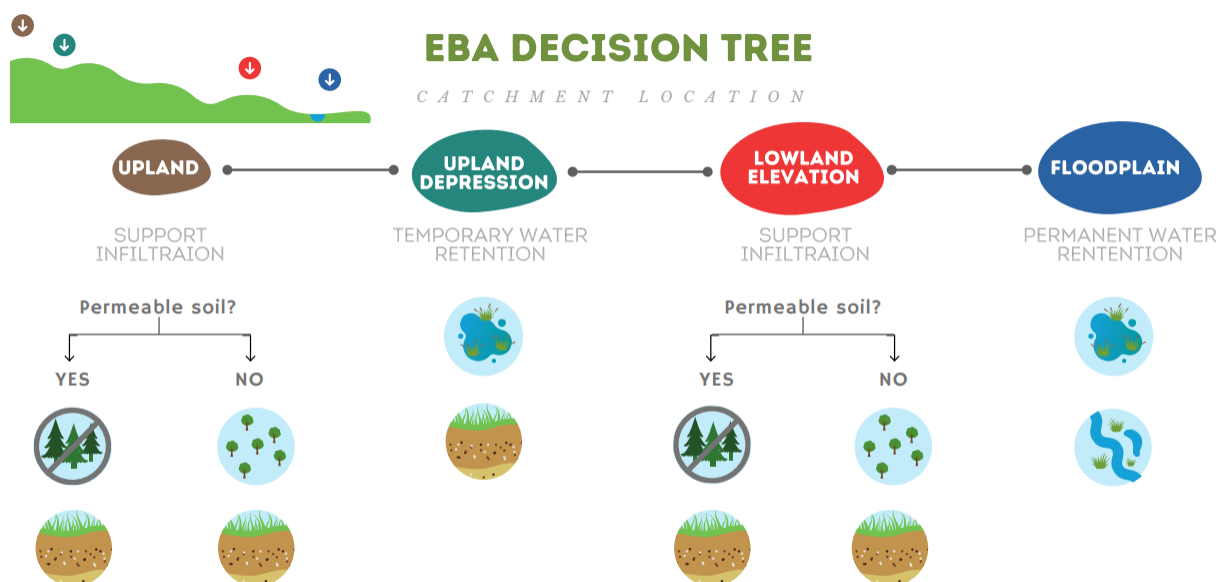 EBA DECISION TREE
CATCHMENT LOCATION
UPLAND
UPLAND
DEPRESSION
LOWLAND
ELEVATION
FLOODPLAIN
SUPPORT
INFILTRAION
TEMPORARY WATER
RETENTION
SUPPORT
INFILTRAION
PERMANENT WATER
RENTENTION
Permeable soil?
YES
NO
Permeable soil?
YES
NO